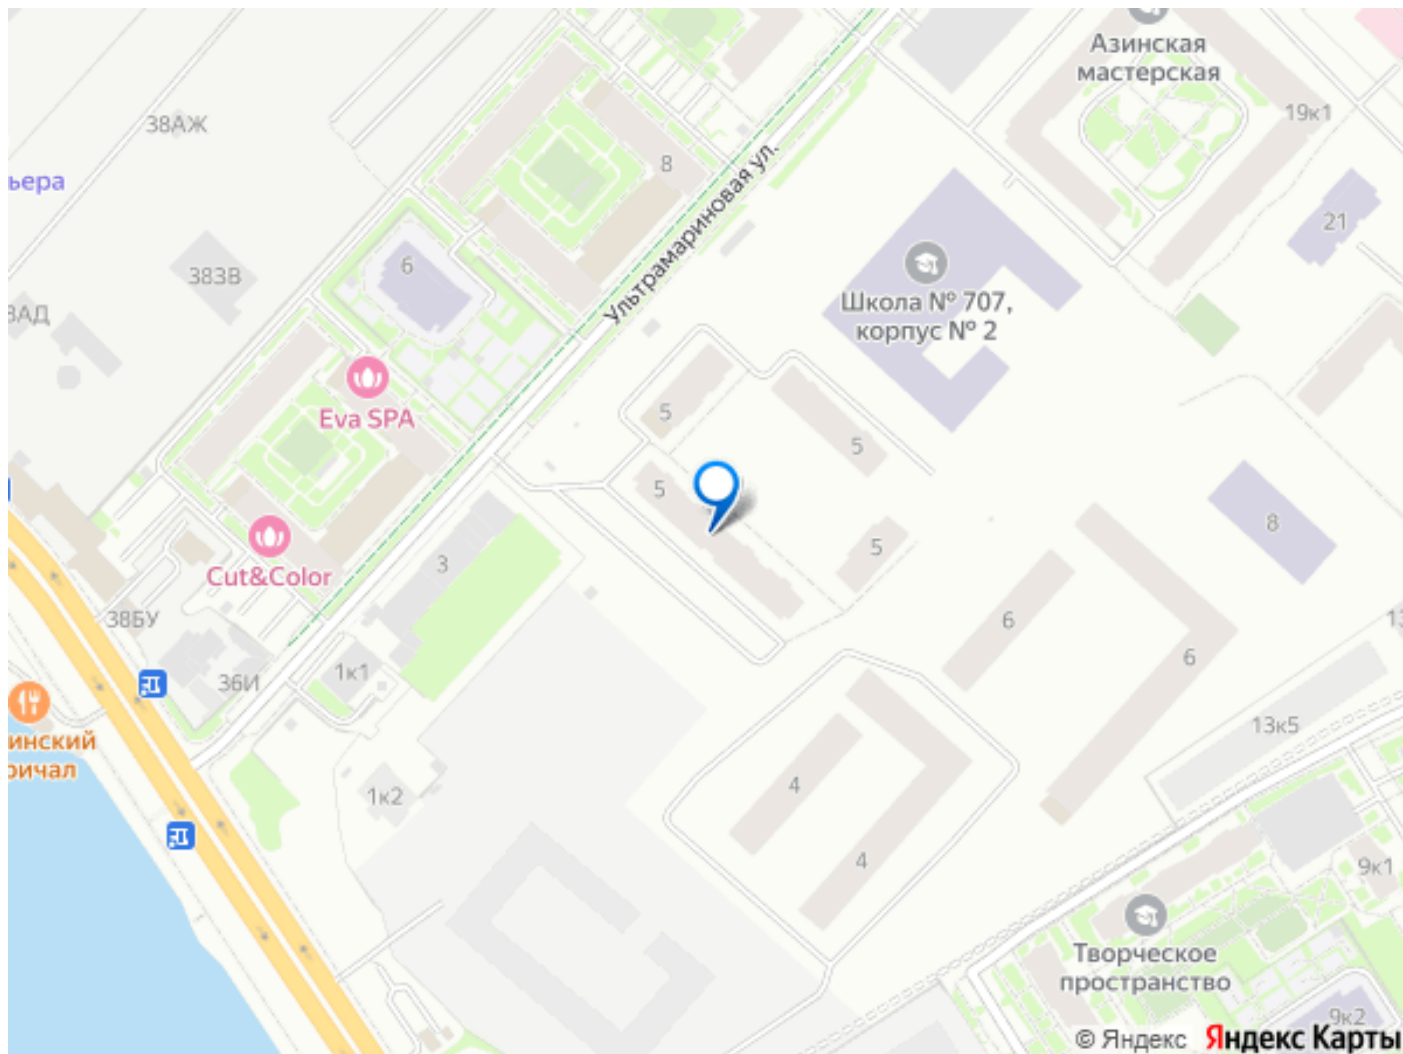 Азинская
мастерская
38АЖ
19к1
8
ьера
21
6
383В
Школа № 707,
корпус № 2
Ультрамариновая ул.
ЗАД
Eva SPA
5
5
5
8
5
3
Cut&Color
38БУ
6
6
1к1
36И
13к5
инский
ричал
4
1к2
4
9к1
Творческое
пространство
9к2
© Яндекс Яндекс Карты